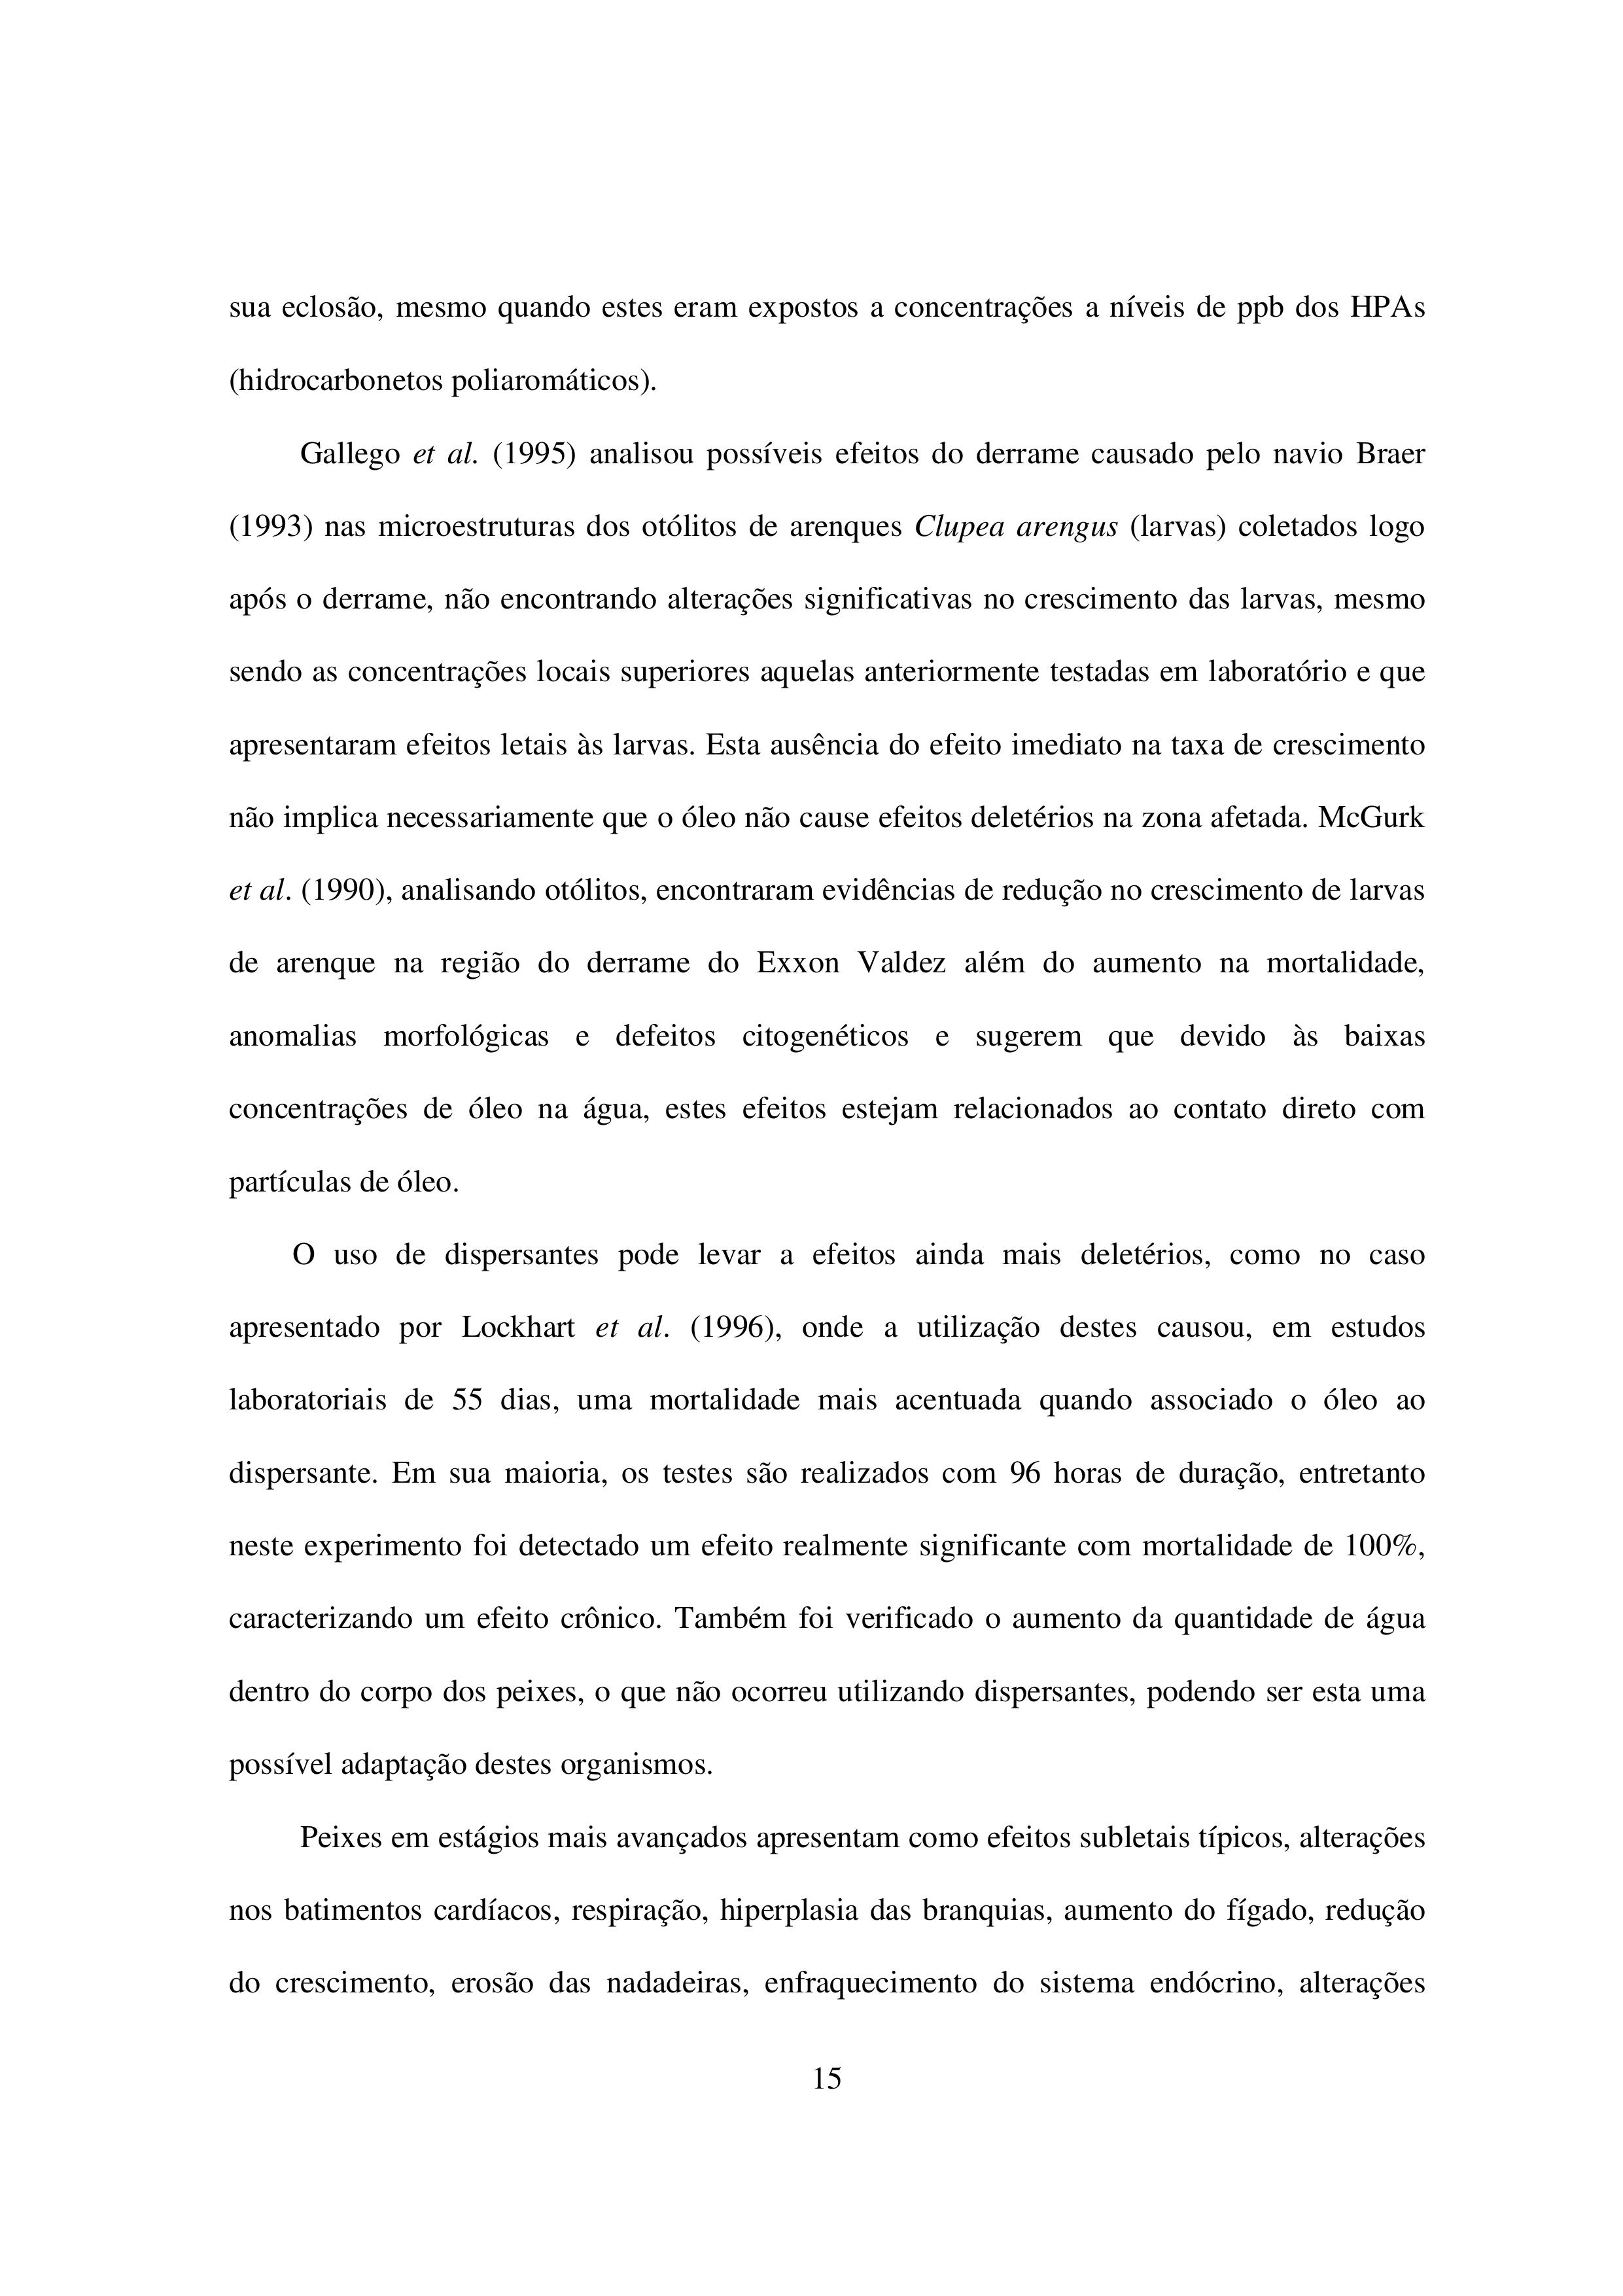 sua eclosão, mesmo quando estes eram expostos a concentrações a níveis de ppb dos HPAs
(hidrocarbonetos poliaromáticos).
Gallego et al. (1995) analisou possíveis efeitos do derrame causado pelo navio Braer
(1993) nas microestruturas dos otólitos de arenques Clupea arengus (larvas) coletados logo
após o derrame, não encontrando alterações significativas no crescimento das larvas, mesmo
sendo as concentrações locais superiores aquelas anteriormente testadas em laboratório e que
apresentaram efeitos letais às larvas. Esta ausência do efeito imediato na taxa de crescimento
não implica necessariamente que o óleo não cause efeitos deletérios na zona afetada. McGurk
et al. (1990), analisando otólitos, encontraram evidências de redução no crescimento de larvas
de arenque na região do derrame do Exxon Valdez além do aumento na mortalidade,
anomalias morfológicas e defeitos citogenéticos e sugerem que devido às baixas
concentrações de óleo na água, estes efeitos estejam relacionados ao contato direto com
partículas de óleo.
O uso de dispersantes pode levar a efeitos ainda mais deletérios, como no caso
apresentado por Lockhart et al. (1996), onde a utilização destes causou, em estudos
laboratoriais de 55 dias, uma mortalidade mais acentuada quando associado o óleo ao
dispersante. Em sua maioria, os testes são realizados com 96 horas de duração, entretanto
neste experimento foi detectado um efeito realmente significante com mortalidade de 100%,
caracterizando um efeito crônico. Também foi verificado o aumento da quantidade de água
dentro do corpo dos peixes, o que não ocorreu utilizando dispersantes, podendo ser esta uma
possível adaptação destes organismos.
Peixes em estágios mais avançados apresentam como efeitos subletais típicos, alterações
nos batimentos cardíacos, respiração, hiperplasia das branquias, aumento do fígado, redução
do crescimento, erosão das nadadeiras, enfraquecimento do sistema endócrino, alterações
15